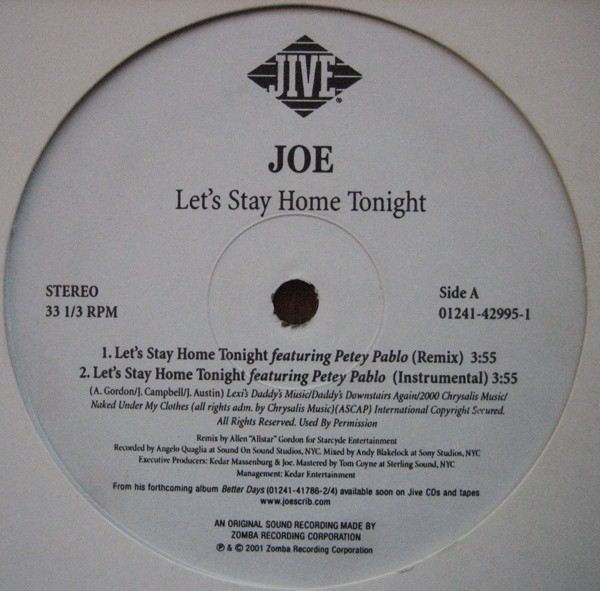 JIVE®
JOE
Let's Stay Home Tonight
STEREO
33 1/3 RPM
Side A
01241-42995-1
1. Let's Stay Home Tonight featuring Petey Pablo (Remix) 3:55
2. Let's Stay Home Tonight featuring Petey Pablo (Instrumental) 3:55
(A. Gordon/J. Campbell/J. Austin) Lexi's Daddy's Music/Daddy's Downstairs Again/2000 Chrysalis Music/
Naked Under My Clothes (all rights adm. by Chrysalis Music)(ASCAP) International Copyright Secured.
All Rights Reserved. Used By Permission
Remix by Allen "Allstar" Gordon for Starcyde Entertainment
Recorded by Angelo Quaglia at Sound On Sound Studios, NYC. Mixed by Andy Blakelock at Sony Studios, NYC
Executive Producers: Kedar Massenburg & Joe. Mastered by Tom Coyne at Sterling Sound, NYC
Management: Kedar Entertainment
From his forthcoming album Better Days (01241-41786-2/4) available soon on Jive CDs and tapes
www.joescrib.com
AN ORIGINAL SOUND RECORDING MADE BY
ZOMBA RECORDING CORPORATION
℗ & © 2001 Zomba Recording Corporation